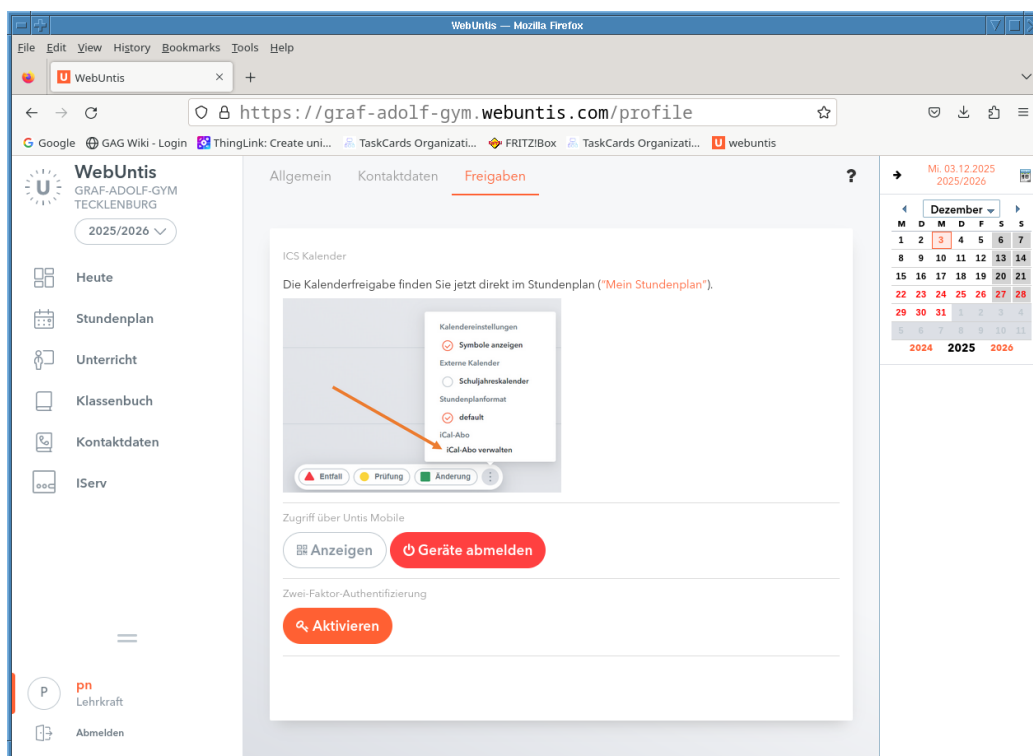 WebUntis — Mozilla Firefox
File Edit View History Bookmarks Tools Help
WebUntis
https://graf-adolf-gym.webuntis.com/profile
Google GAG Wiki - Login ThingLink: Create uni... TaskCards Organizati... FRITZ!Box TaskCards Organizati... webuntis
WebUntis
GRAF-ADOLF-GYM
TECKLENBURG
2025/2026
Heute
Stundenplan
Unterricht
Klassenbuch
Kontaktdaten
IServ
P
pn
Lehrkraft
Abmelden
Allgemein Kontaktdaten Freigaben ?
ICS Kalender
Die Kalenderfreigabe finden Sie jetzt direkt im Stundenplan ("Mein Stundenplan").
Kalendereinstellungen
Symbole anzeigen
Externe Kalender
Schuljahreskalender
Stundenplanformat
default
iCal-Abo
iCal-Abo verwalten
Entfall Prüfung Änderung
Zugriff über Untis Mobile
Anzeigen Geräte abmelden
Zwei-Faktor-Authentifizierung
Aktivieren
Mi. 03.12.2025
2025/2026
Dezember
M D M D F S S
1 2 3 4 5 6 7
8 9 10 11 12 13 14
15 16 17 18 19 20 21
22 23 24 25 26 27 28
29 30 31 1 2 3 4
5 6 7 8 9 10 11
2024 2025 2026